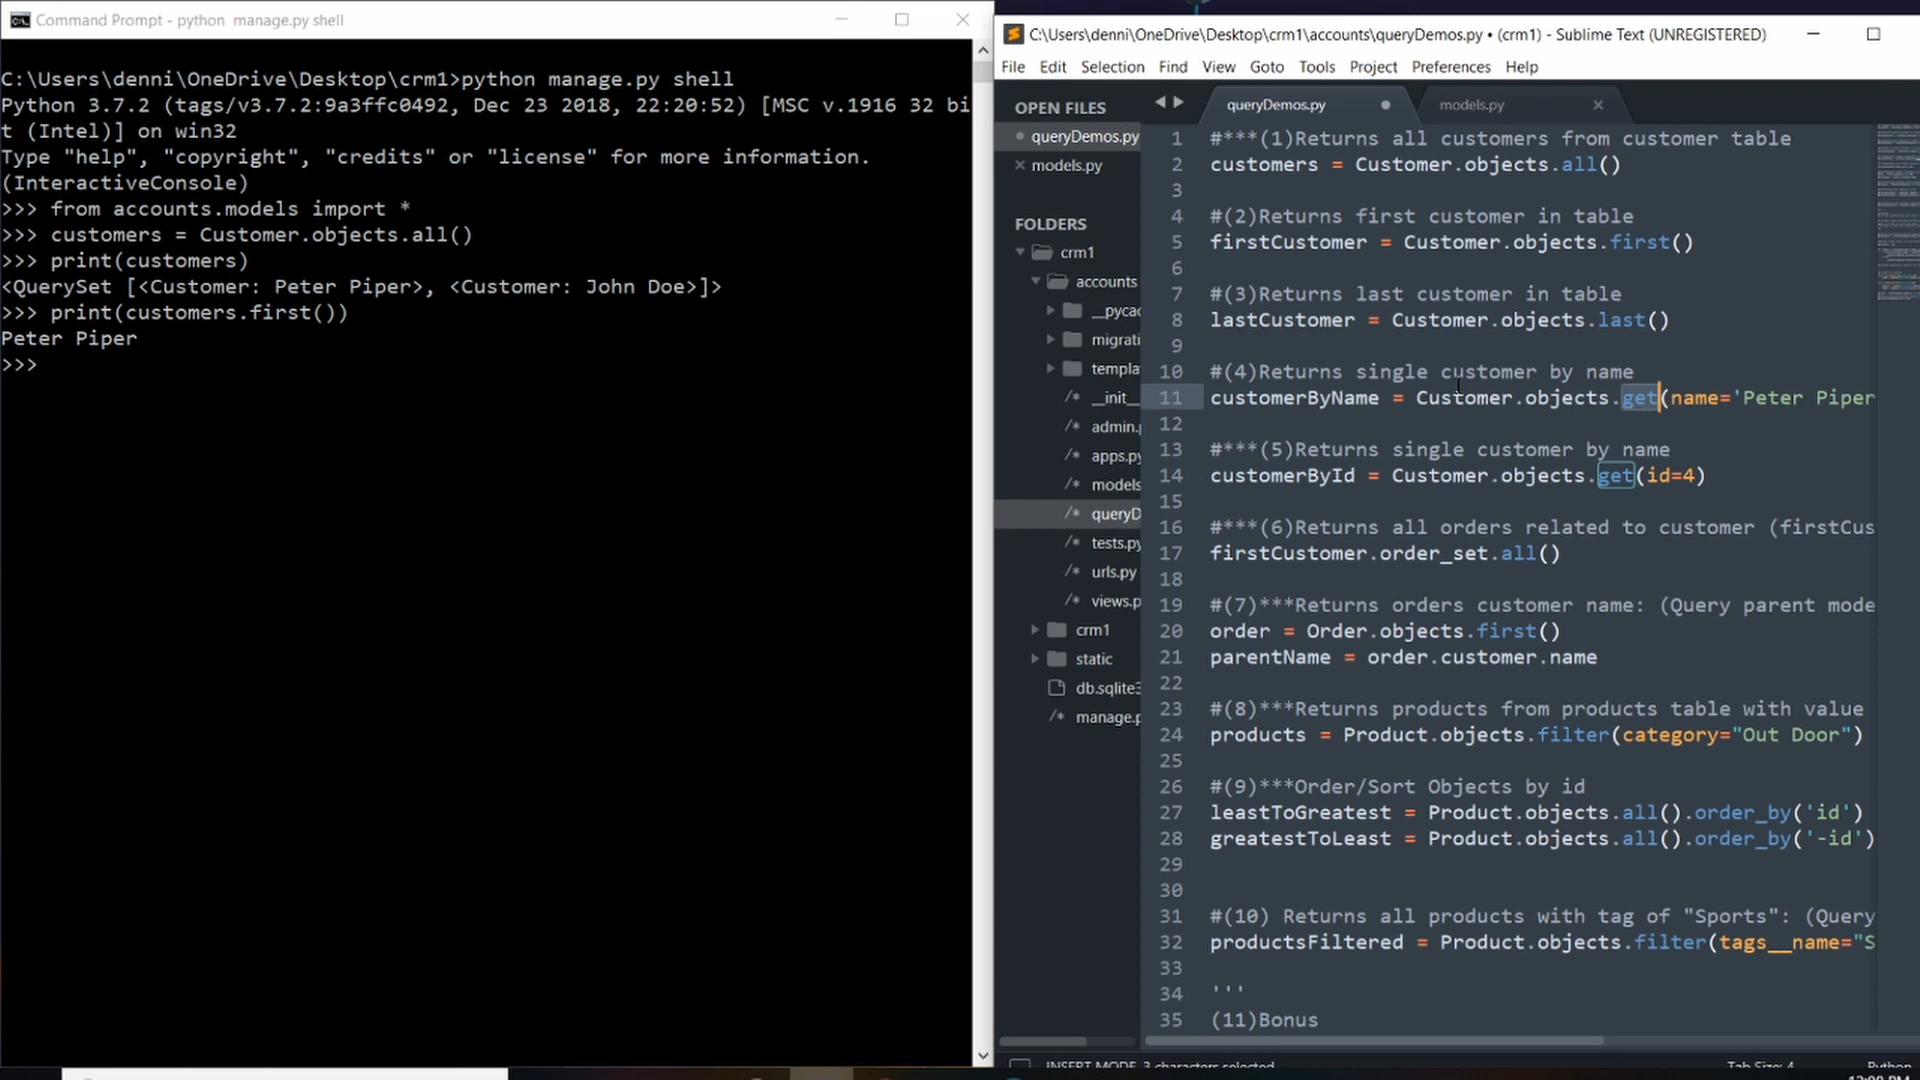 Command Prompt - python  manage.py shell
C:\Users\denni\OneDrive\Desktop\crm1>python manage.py shell
Python 3.7.2 (tags/v3.7.2:9a3ffc0492, Dec 23 2018, 22:20:52) [MSC v.1916 32 bi
t (Intel)] on win32
Type "help", "copyright", "credits" or "license" for more information.
(InteractiveConsole)
>>> from accounts.models import *
>>> customers = Customer.objects.all()
>>> print(customers)
<QuerySet [<Customer: Peter Piper>, <Customer: John Doe>]>
>>> print(customers.first())
Peter Piper
>>>
C:\Users\denni\OneDrive\Desktop\crm1\accounts\queryDemos.py • (crm1) - Sublime Text (UNREGISTERED)
File Edit Selection Find View Goto Tools Project Preferences Help
OPEN FILES
queryDemos.py
models.py
FOLDERS
crm1
accounts
__pyca
migrati
templa
__init__
admin.
apps.py
models
queryD
tests.py
urls.py
views.p
crm1
static
db.sqlite3
manage.p
queryDemos.py
models.py
1 #***(1)Returns all customers from customer table
2 customers = Customer.objects.all()
3
4 #(2)Returns first customer in table
5 firstCustomer = Customer.objects.first()
6
7 #(3)Returns last customer in table
8 lastCustomer = Customer.objects.last()
9
10 #(4)Returns single customer by name
11 customerByName = Customer.objects.get(name='Peter Piper
12
13 #***(5)Returns single customer by name
14 customerById = Customer.objects.get(id=4)
15
16 #***(6)Returns all orders related to customer (firstCus
17 firstCustomer.order_set.all()
18
19 #(7)***Returns orders customer name: (Query parent mode
20 order = Order.objects.first()
21 parentName = order.customer.name
22
23 #(8)***Returns products from products table with value
24 products = Product.objects.filter(category="Out Door")
25
26 #(9)***Order/Sort Objects by id
27 leastToGreatest = Product.objects.all().order_by('id')
28 greatestToLeast = Product.objects.all().order_by('-id')
29
30
31 #(10) Returns all products with tag of "Sports": (Query
32 productsFiltered = Product.objects.filter(tags__name="S
33
34 '''
35 (11)Bonus
INSERT MODE, 3 characters selected
Tab Size: 4
Python